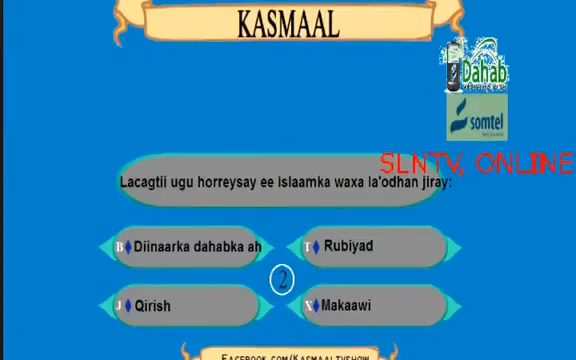 KASMAAL
Dahab
somtel
SLNTV, ONLINE
Lacagtii ugu horreysay ee islaamka waxa la'odhan jiray:
B Diinaarka dahabka ah
T Rubiyad
2
J Qirish
X Makaawi
FACEBOOK.COM/KASMAALTVSHOW